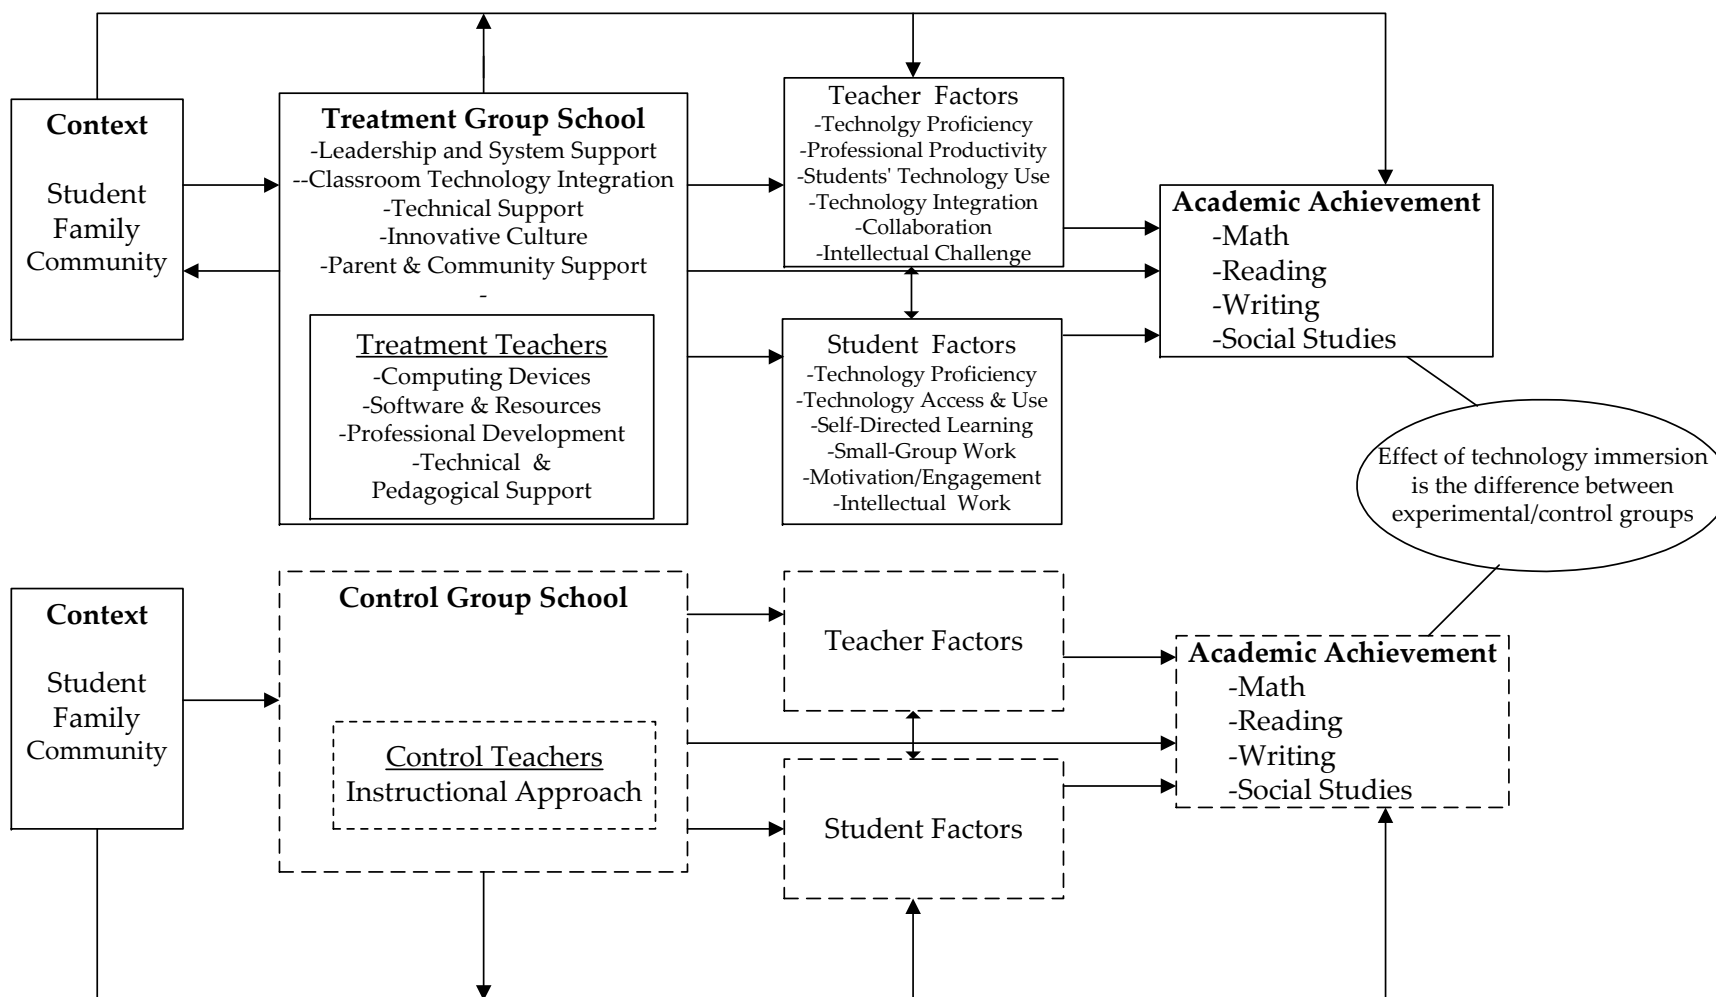 Context
Student
Family
Community
Treatment Group School
-Leadership and System Support
--Classroom Technology Integration
-Technical Support
-Innovative Culture
-Parent & Community Support
-
Treatment Teachers
-Computing Devices
-Software & Resources
-Professional Development
-Technical &
Pedagogical Support
Teacher Factors
-Technolgy Proficiency
-Professional Productivity
-Students' Technology Use
-Technology Integration
-Collaboration
-Intellectual Challenge
Student Factors
-Technology Proficiency
-Technology Access & Use
-Self-Directed Learning
-Small-Group Work
-Motivation/Engagement
-Intellectual Work
Academic Achievement
-Math
-Reading
-Writing
-Social Studies
Effect of technology immersion
is the difference between
experimental/control groups
Context
Student
Family
Community
Control Group School
Control Teachers
Instructional Approach
Teacher Factors
Student Factors
Academic Achievement
-Math
-Reading
-Writing
-Social Studies